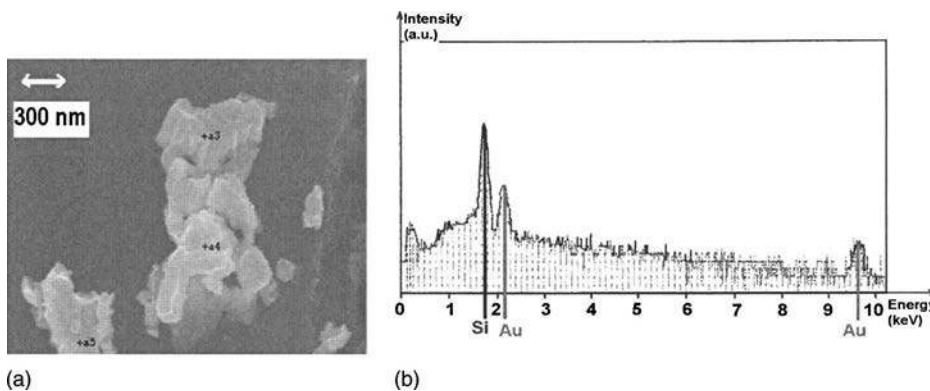 300 nm
+a3
+a4
+a5
(a)
Intensity
(a.u.)
0 1 2 3 4 5 6 7 8 9 10 Energy
(keV)
Si Au Au
(b)